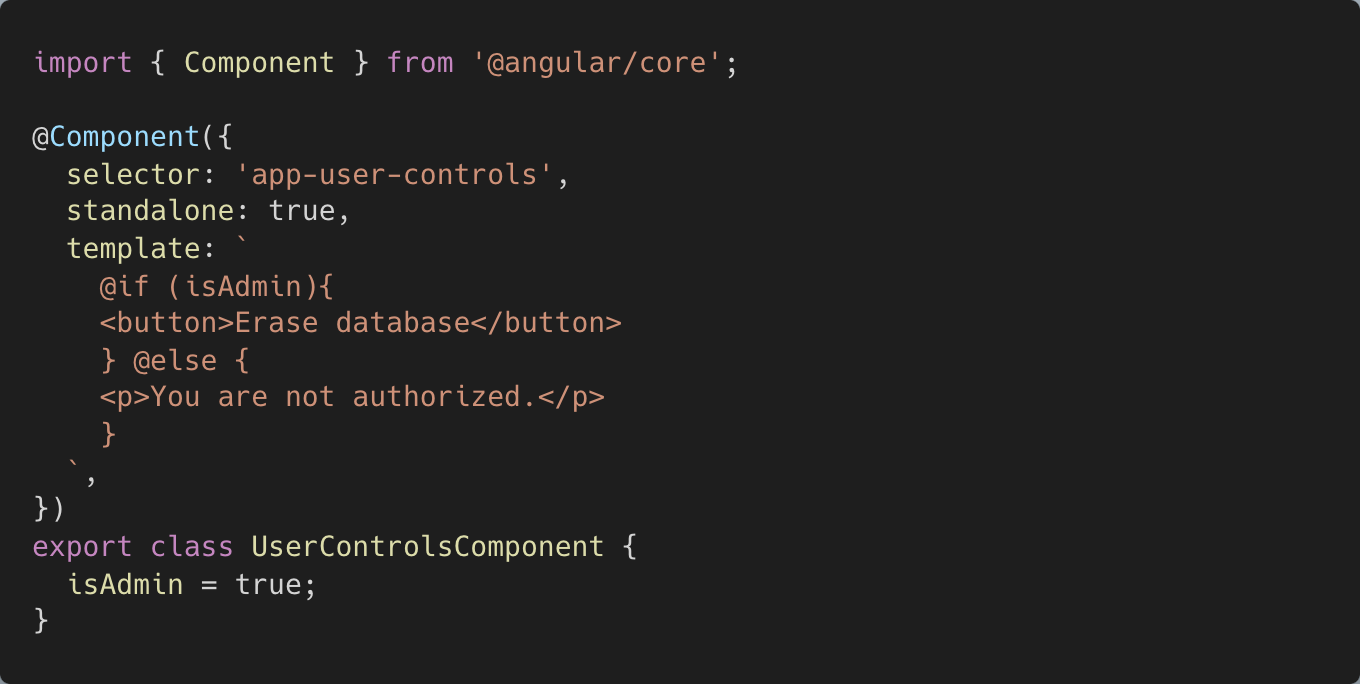 import { Component } from '@angular/core';

@Component({
  selector: 'app-user-controls',
  standalone: true,
  template: `
    @if (isAdmin){
    <button>Erase database</button>
    } @else {
    <p>You are not authorized.</p>
    }
  `,
})
export class UserControlsComponent {
  isAdmin = true;
}